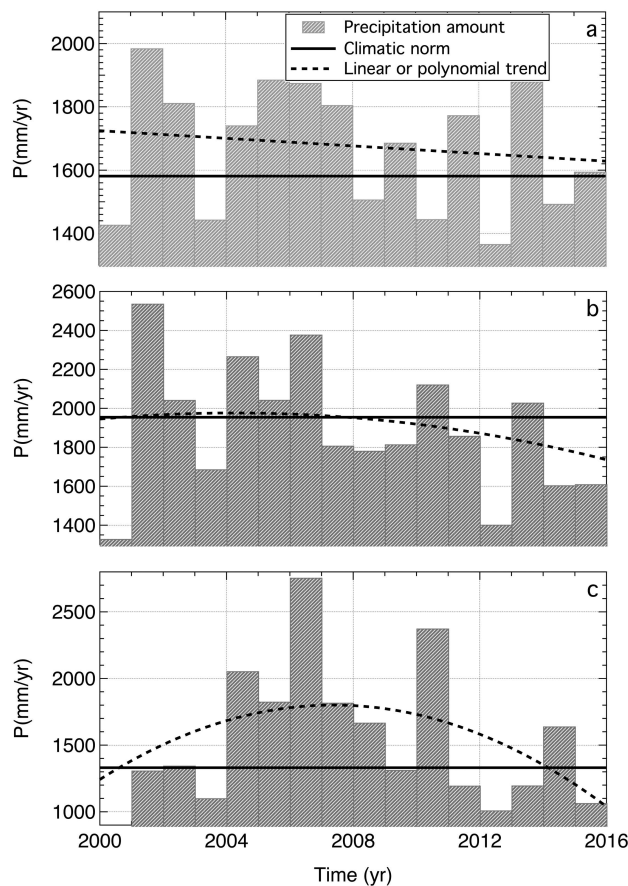 2000
1800
1600
1400
P(mm/yr)
Precipitation amount
Climatic norm
Linear or polynomial trend
a
2600
2400
2200
2000
1800
1600
1400
P(mm/yr)
b
2500
2000
1500
1000
P(mm/yr)
c
2000 2004 2008 2012 2016
Time (yr)